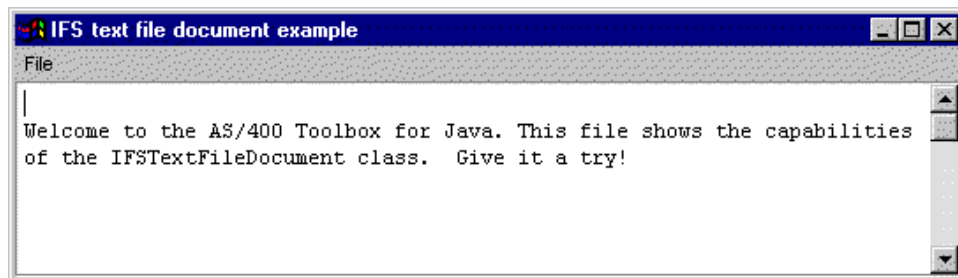 IFS text file document example
File
Welcome to the AS/400 Toolbox for Java. This file shows the capabilities
of the IFSTextFileDocument class.  Give it a try!